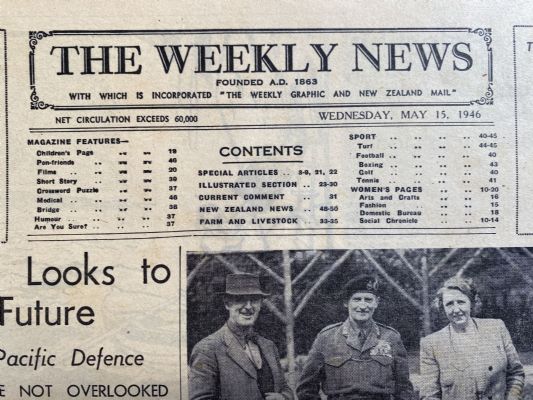 THE WEEKLY NEWS
FOUNDED A.D. 1863
WITH WHICH IS INCORPORATED "THE WEEKLY GRAPHIC AND NEW ZEALAND MAIL"
NET CIRCULATION EXCEEDS 60,000
WEDNESDAY, MAY 15, 1946
MAGAZINE FEATURES—
Children's Page .. .. .. 19
Pen-friends .. .. .. 46
Films .. .. .. 20
Short Story .. .. .. 39
Crossword Puzzle .. .. 37
Medical .. .. .. 46
Bridge .. .. .. 38
Humour .. .. .. 37
Are You Sure? .. .. .. 37
CONTENTS
SPECIAL ARTICLES .. 8-9, 21, 22
ILLUSTRATED SECTION .. 23-30
CURRENT COMMENT .. .. 31
NEW ZEALAND NEWS .. 48-50
FARM AND LIVESTOCK .. 33-35
SPORT .. .. .. .. 40-45
Turf .. .. .. .. 44-45
Football .. .. .. .. 40
Boxing .. .. .. .. 43
Golf .. .. .. .. 40
Tennis .. .. .. .. 41
WOMEN'S PAGES .. .. 10-20
Arts and Crafts .. .. 16
Fashion .. .. .. 15
Domestic Bureau .. .. 18
Social Chronicle .. .. 10-14
Looks to
Future
Pacific Defence
NOT OVERLOOKED